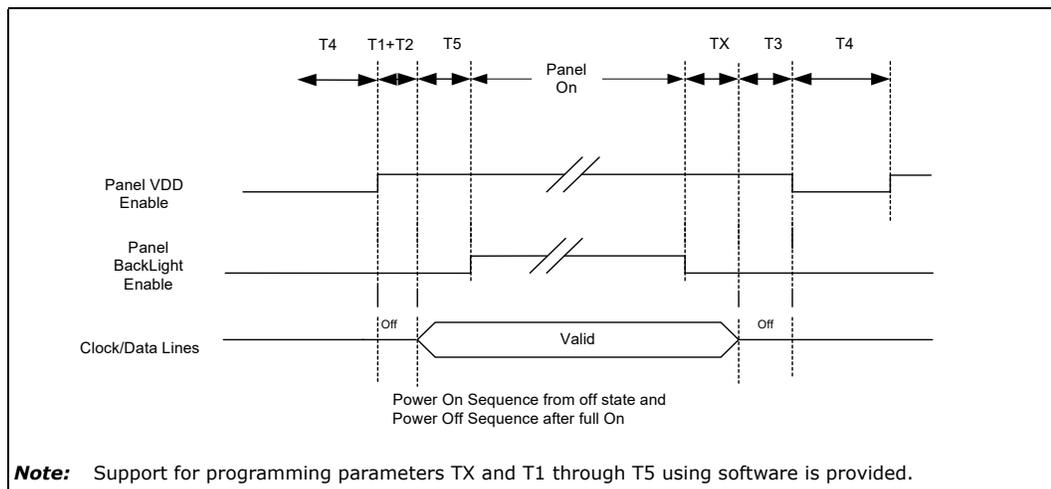 T4 T1+T2 T5 TX T3 T4
Panel
On
Panel VDD
Enable
Panel
BackLight
Enable
Off
Off
Clock/Data Lines
Valid
Power On Sequence from off state and
Power Off Sequence after full On
Note: Support for programming parameters TX and T1 through T5 using software is provided.